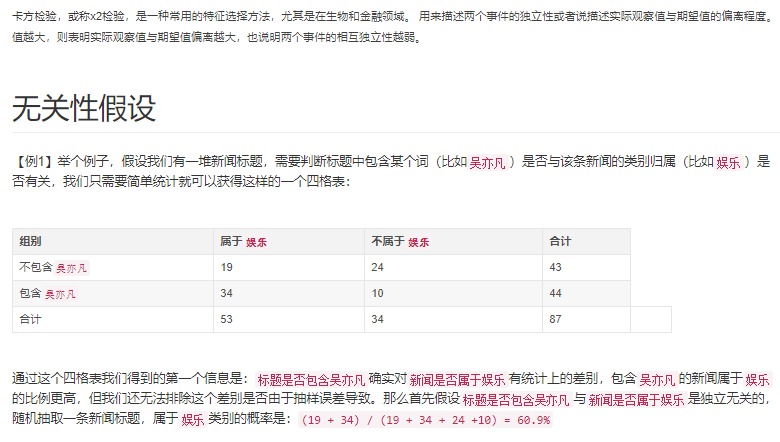 卡方检验，或称x2检验，是一种常用的特征选择方法，尤其是在生物和金融领域。 用来描述两个事件的独立性或者说描述实际观察值与期望值的偏离程度。
值越大，则表明实际观察值与期望值偏离越大，也说明两个事件的相互独立性越弱。
无关性假设
【例1】举个例子，假设我们有一堆新闻标题，需要判断标题中包含某个词（比如 吴亦凡 ）是否与该条新闻的类别归属（比如 娱乐 ）是
否有关，我们只需要简单统计就可以获得这样的一个四格表：
组别 属于 娱乐 不属于 娱乐 合计
不包含 吴亦凡 19 24 43
包含 吴亦凡 34 10 44
合计 53 34 87
通过这个四格表我们得到的第一个信息是： 标题是否包含吴亦凡 确实对 新闻是否属于娱乐 有统计上的差别，包含 吴亦凡 的新闻属于 娱乐
的比例更高，但我们还无法排除这个差别是否由于抽样误差导致。那么首先假设 标题是否包含吴亦凡 与 新闻是否属于娱乐 是独立无关的，
随机抽取一条新闻标题，属于 娱乐 类别的概率是： (19 + 34) / (19 + 34 + 24 +10) = 60.9%